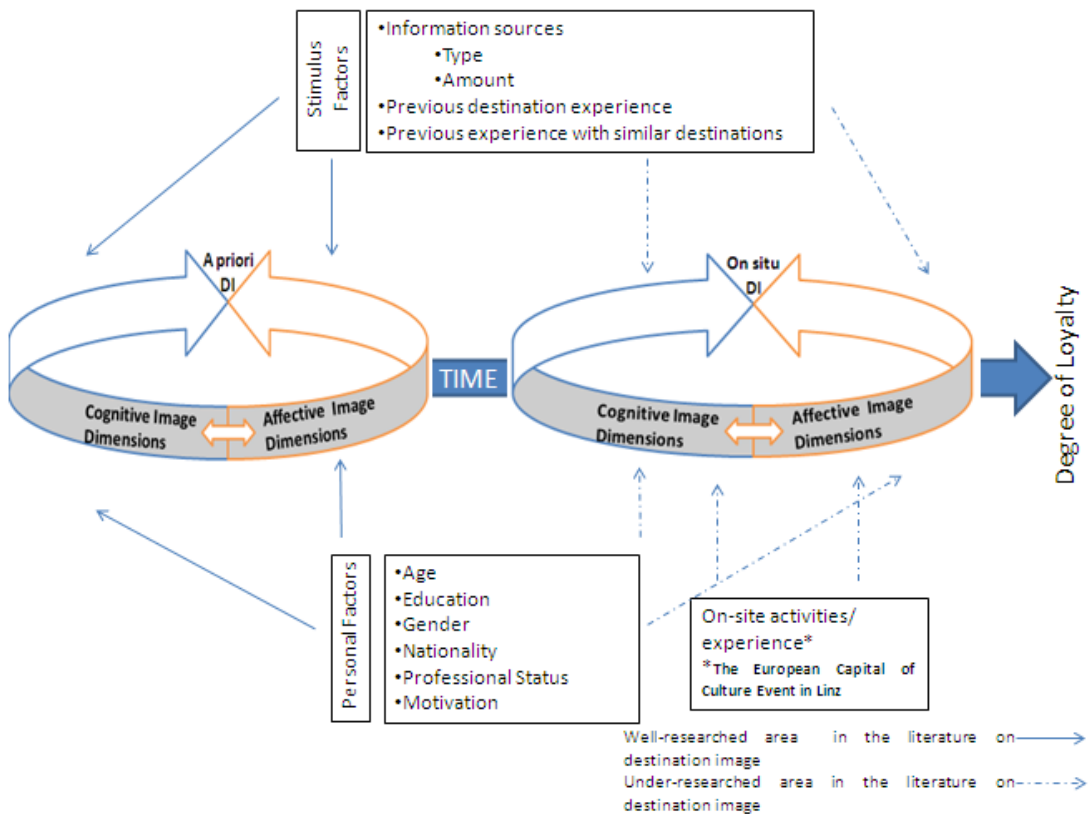 Stimulus
Factors
•Information sources
•Type
•Amount
•Previous destination experience
•Previous experience with similar destinations
A priori
DI
On situ
DI
Cognitive Image
Dimensions
Affective Image
Dimensions
TIME
Cognitive Image
Dimensions
Affective Image
Dimensions
Degree of Loyalty
Personal Factors
•Age
•Education
•Gender
•Nationality
•Professional Status
•Motivation
On-site activities/
experience*
*The European Capital of
Culture Event in Linz
Well-researched area in the literature on
destination image
Under-researched area in the literature on
destination image